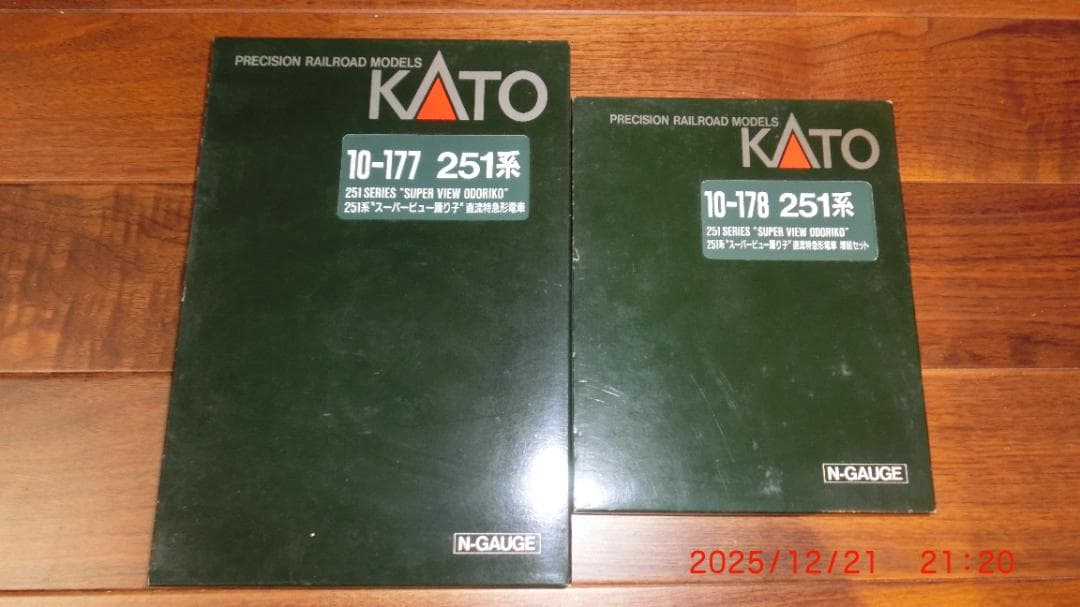 PRECISION RAILROAD MODELS
KATO
10-177 251系
251 SERIES "SUPER VIEW ODORIKO"
251系"スーパービュー踊り子" 直流特急形電車
N-GAUGE
PRECISION RAILROAD MODELS
KATO
10-178 251系
251 SERIES "SUPER VIEW ODORIKO"
251系"スーパービュー踊り子" 直流特急形電車 増結セット
N-GAUGE
2025/12/21 21:20